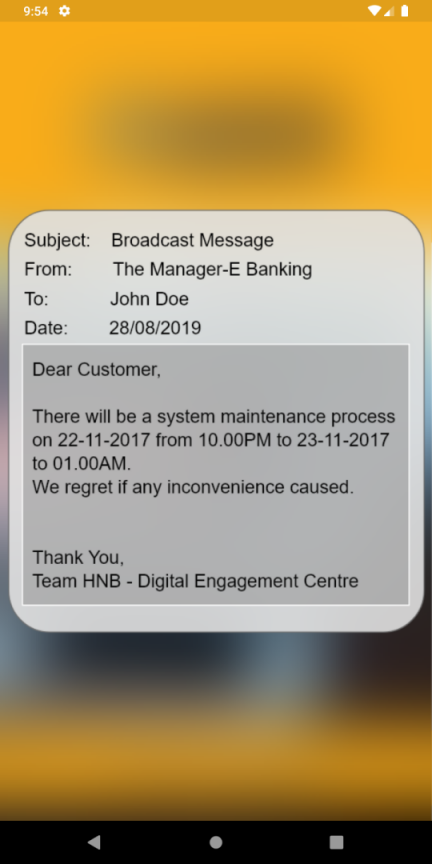 9:54
Subject: Broadcast Message
From: The Manager-E Banking
To: John Doe
Date: 28/08/2019
Dear Customer,
There will be a system maintenance process
on 22-11-2017 from 10.00PM to 23-11-2017
to 01.00AM.
We regret if any inconvenience caused.
Thank You,
Team HNB - Digital Engagement Centre